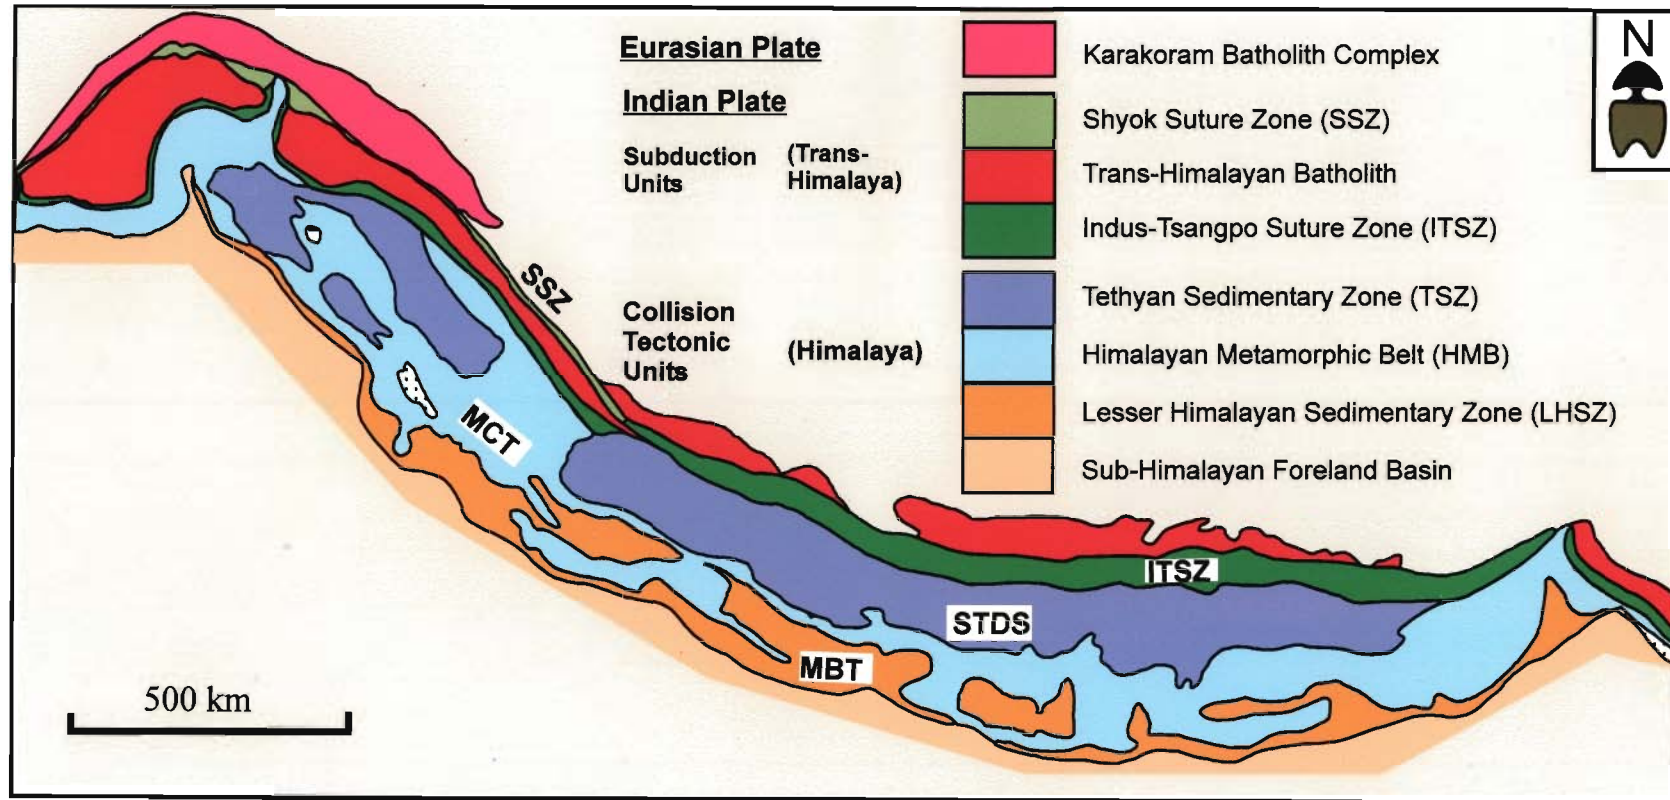 Eurasian Plate
Indian Plate
Subduction
Units
(Trans-
Himalaya)
Collision
Tectonic
Units
(Himalaya)
Karakoram Batholith Complex
Shyok Suture Zone (SSZ)
Trans-Himalayan Batholith
Indus-Tsangpo Suture Zone (ITSZ)
Tethyan Sedimentary Zone (TSZ)
Himalayan Metamorphic Belt (HMB)
Lesser Himalayan Sedimentary Zone (LHSZ)
Sub-Himalayan Foreland Basin
N
SSZ
MCT
ITSZ
STDS
MBT
500 km